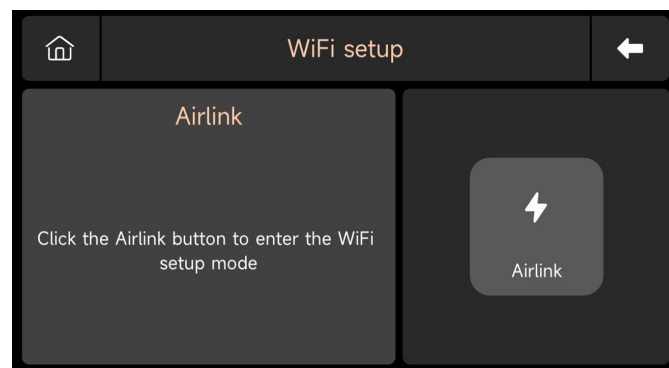 WiFi setup
Airlink
Click the Airlink button to enter the WiFi
setup mode
Airlink